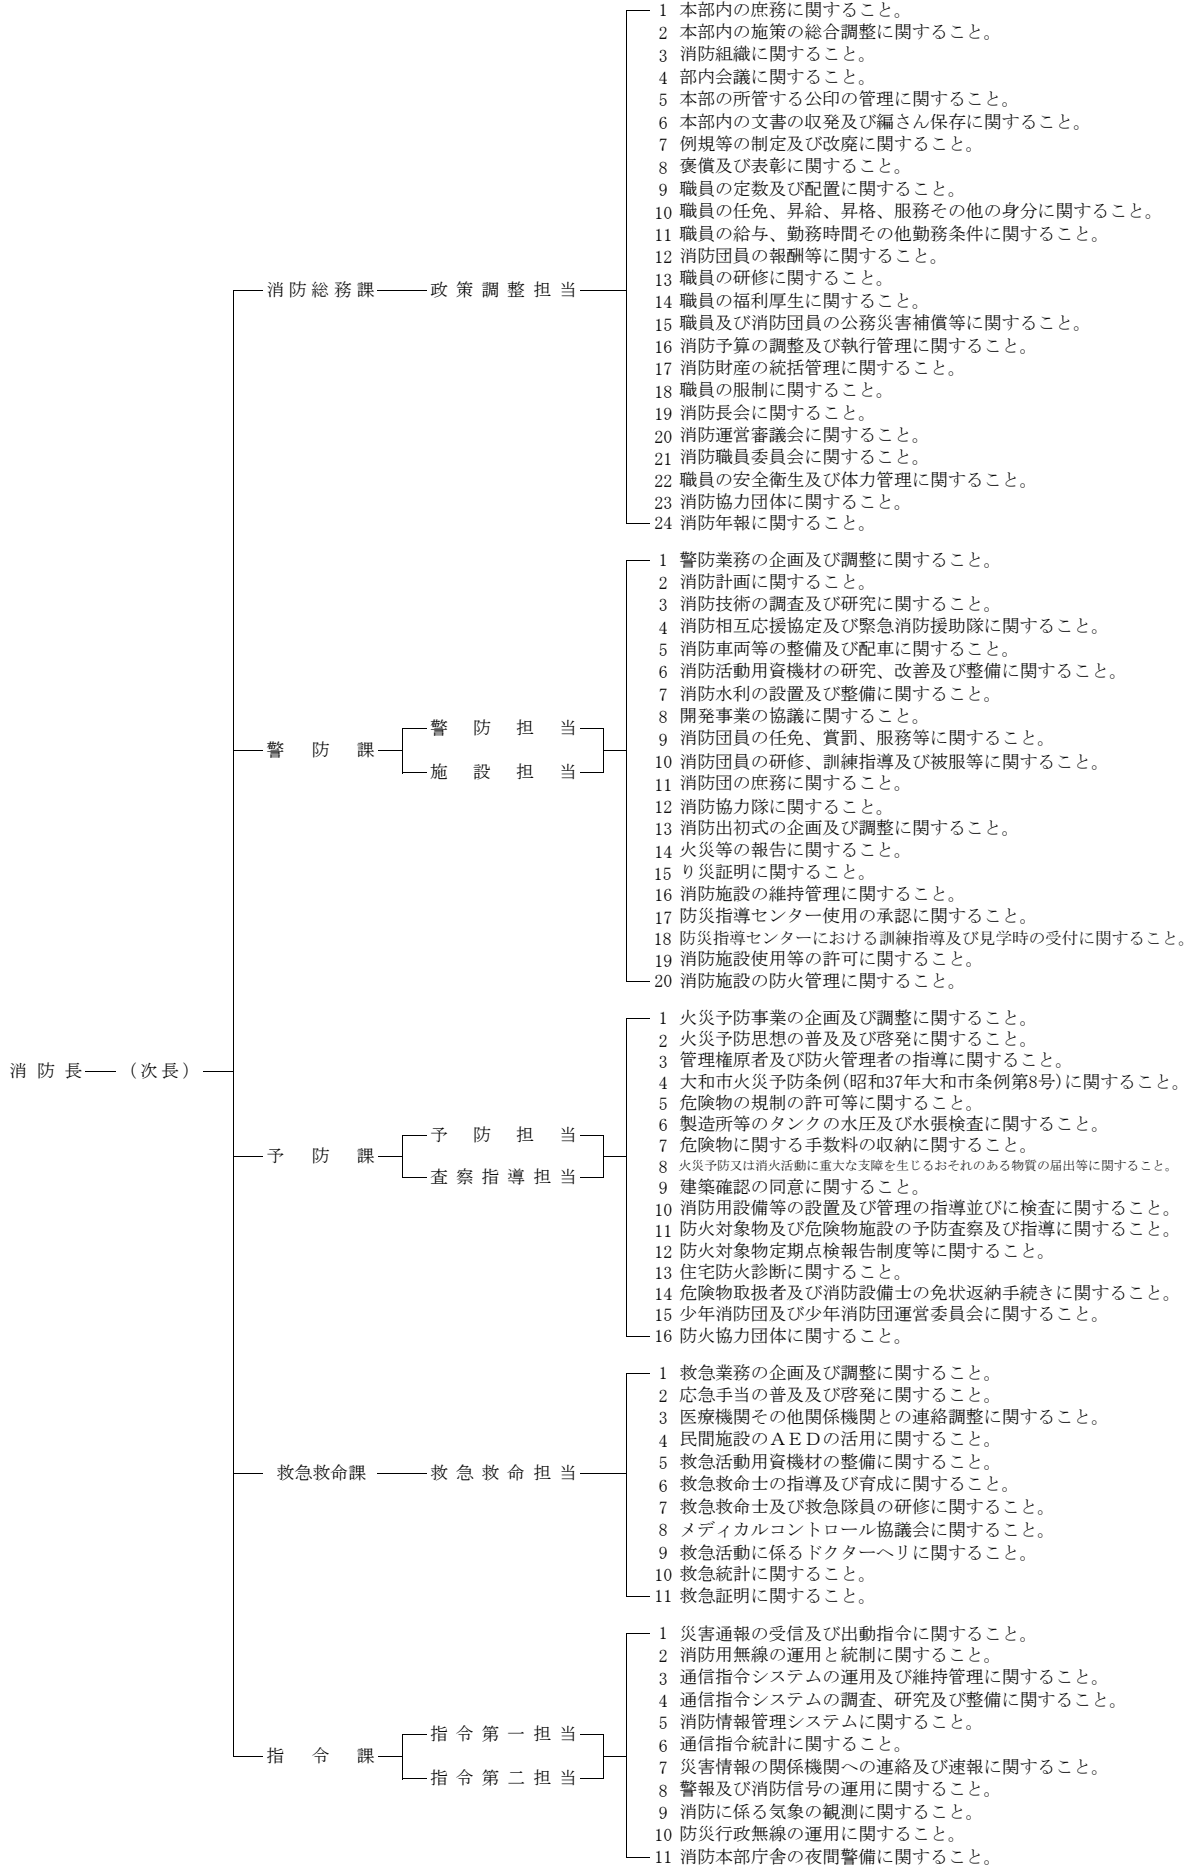 1 本部内の庶務に関すること。
2 本部内の施策の総合調整に関すること。
3 消防組織に関すること。
4 部内会議に関すること。
5 本部の所管する公印の管理に関すること。
6 本部内の文書の収発及び編さん保存に関すること。
7 例規等の制定及び改廃に関すること。
8 褒償及び表彰に関すること。
9 職員の定数及び配置に関すること。
10 職員の任免、昇給、昇格、服務その他の身分に関すること。
11 職員の給与、勤務時間その他勤務条件に関すること。
12 消防団員の報酬等に関すること。
13 職員の研修に関すること。
消防総務課 政策調整担当
14 職員の福利厚生に関すること。
15 職員及び消防団員の公務災害補償等に関すること。
16 消防予算の調整及び執行管理に関すること。
17 消防財産の統括管理に関すること。
18 職員の服制に関すること。
19 消防長会に関すること。
20 消防運営審議会に関すること。
21 消防職員委員会に関すること。
22 職員の安全衛生及び体力管理に関すること。
23 消防協力団体に関すること。
24 消防年報に関すること。
1 警防業務の企画及び調整に関すること。
2 消防計画に関すること。
3 消防技術の調査及び研究に関すること。
4 消防相互応援協定及び緊急消防援助隊に関すること。
5 消防車両等の整備及び配車に関すること。
6 消防活動用資機材の研究、改善及び整備に関すること。
7 消防水利の設置及び整備に関すること。
8 開発事業の協議に関すること。
警防担当
9 消防団員の任免、賞罰、服務等に関すること。
警防課
10 消防団員の研修、訓練指導及び被服等に関すること。
施設担当
11 消防団の庶務に関すること。
12 消防協力隊に関すること。
13 消防出初式の企画及び調整に関すること。
14 火災等の報告に関すること。
15 り災証明に関すること。
16 消防施設の維持管理に関すること。
17 防災指導センター使用の承認に関すること。
18 防災指導センターにおける訓練指導及び見学時の受付に関すること。
19 消防施設使用等の許可に関すること。
20 消防施設の防火管理に関すること。
1 火災予防事業の企画及び調整に関すること。
2 火災予防思想の普及及び啓発に関すること。
3 管理権原者及び防火管理者の指導に関すること。
消防長 （次長）
4 大和市火災予防条例(昭和37年大和市条例第8号)に関すること。
5 危険物の規制の許可等に関すること。
6 製造所等のタンクの水圧及び水張検査に関すること。
予防担当
7 危険物に関する手数料の収納に関すること。
予防課
8 火災予防又は消火活動に重大な支障を生じるおそれのある物質の届出等に関すること。
査察指導担当
9 建築確認の同意に関すること。
10 消防用設備等の設置及び管理の指導並びに検査に関すること。
11 防火対象物及び危険物施設の予防査察及び指導に関すること。
12 防火対象物定期点検報告制度等に関すること。
13 住宅防火診断に関すること。
14 危険物取扱者及び消防設備士の免状返納手続きに関すること。
15 少年消防団及び少年消防団運営委員会に関すること。
16 防火協力団体に関すること。
1 救急業務の企画及び調整に関すること。
2 応急手当の普及及び啓発に関すること。
3 医療機関その他関係機関との連絡調整に関すること。
4 民間施設のＡＥＤの活用に関すること。
5 救急活動用資機材の整備に関すること。
救急救命課 救急救命担当
6 救急救命士の指導及び育成に関すること。
7 救急救命士及び救急隊員の研修に関すること。
8 メディカルコントロール協議会に関すること。
9 救急活動に係るドクターヘリに関すること。
10 救急統計に関すること。
11 救急証明に関すること。
1 災害通報の受信及び出動指令に関すること。
2 消防用無線の運用と統制に関すること。
3 通信指令システムの運用及び維持管理に関すること。
4 通信指令システムの調査、研究及び整備に関すること。
5 消防情報管理システムに関すること。
指令第一担当
6 通信指令統計に関すること。
指令課
7 災害情報の関係機関への連絡及び速報に関すること。
指令第二担当
8 警報及び消防信号の運用に関すること。
9 消防に係る気象の観測に関すること。
10 防災行政無線の運用に関すること。
11 消防本部庁舎の夜間警備に関すること。